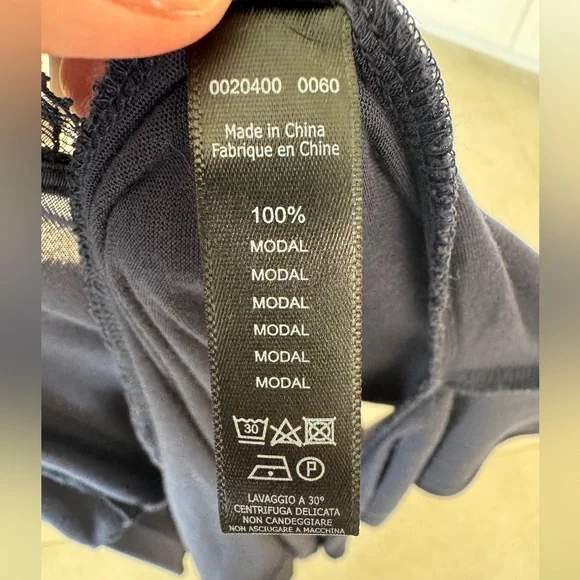 0020400 0060
Made in China
Fabrique en Chine
100%
MODAL
MODAL
MODAL
MODAL
MODAL
MODAL
30
P
LAVAGGIO A 30°
CENTRIFUGA DELICATA
NON CANDEGGIARE
NON ASCIUGARE A MACCHINA